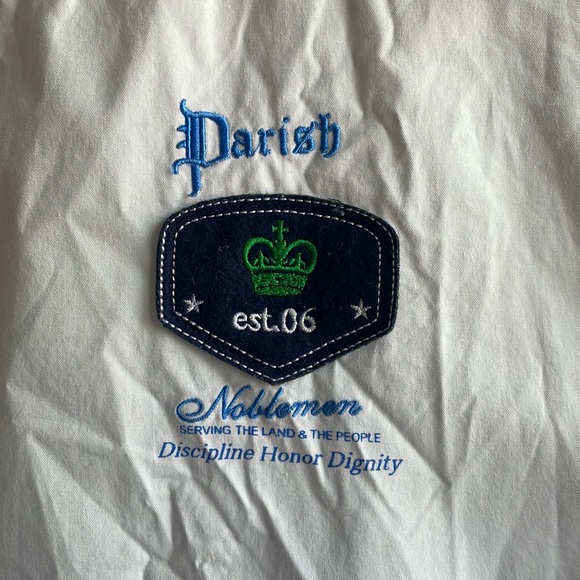 Parish
est.06
Noblemen
SERVING THE LAND & THE PEOPLE
Discipline Honor Dignity